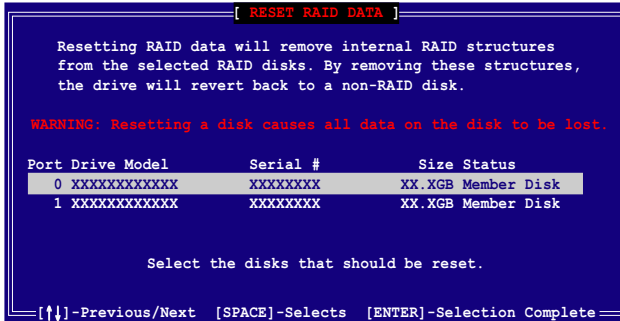 [ RESET RAID DATA ]
Resetting RAID data will remove internal RAID structures
from the selected RAID disks. By removing these structures,
the drive will revert back to a non-RAID disk.
WARNING: Resetting a disk causes all data on the disk to be lost.
Port Drive Model Serial # Size Status
0 XXXXXXXXXXXX XXXXXXXX XX.XGB Member Disk
1 XXXXXXXXXXXX XXXXXXXX XX.XGB Member Disk
Select the disks that should be reset.
[↑↓]-Previous/Next [SPACE]-Selects [ENTER]-Selection Complete